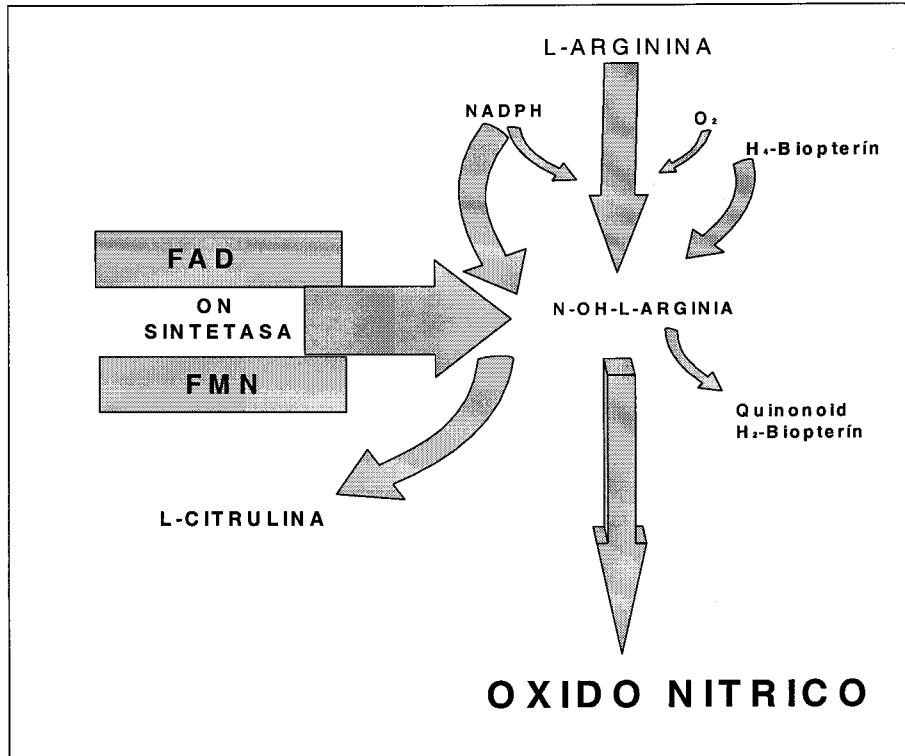 L-ARGININA
NADPH
O₂
H₄-Biopterín
FAD
ON
SINTETASA
FMN
N-OH-L-ARGINIA
Quinonoid
H₂-Biopterín
L-CITRULINA
OXIDO NITRICO